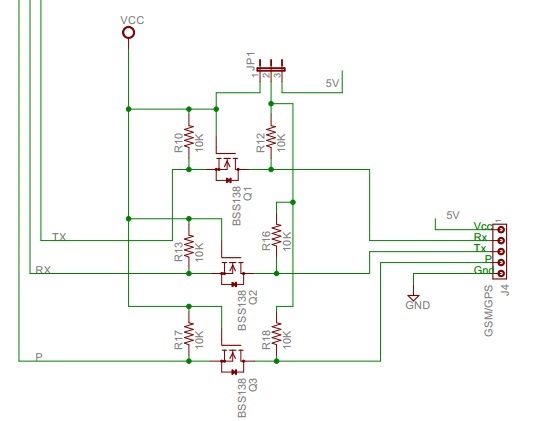 VCC
JP1
1
2
3
5V
R10
10K
R12
10K
BSS138
Q1
TX
5V
1
Vcc
Rx
Tx
P
Gnd
R13
10K
R16
10K
RX
BSS138
Q2
GND
GSM/GPS
J4
R17
10K
R18
10K
P
BSS138
Q3